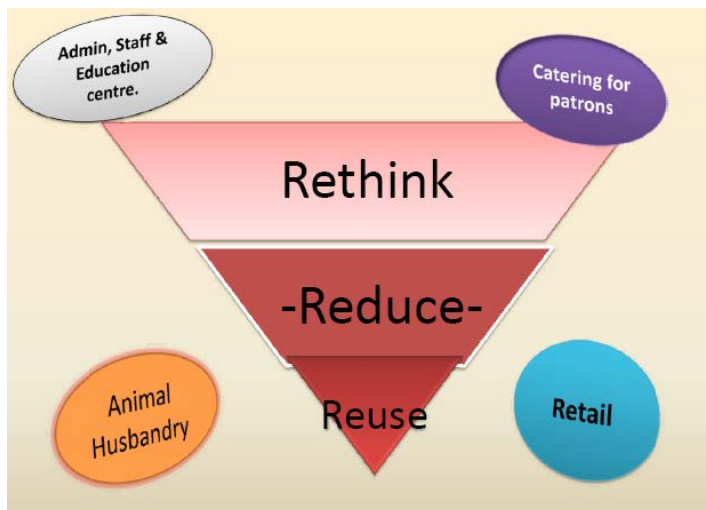 Admin, Staff &
Education
centre.
Catering for
patrons
Rethink
-Reduce-
Reuse
Animal
Husbandry
Retail